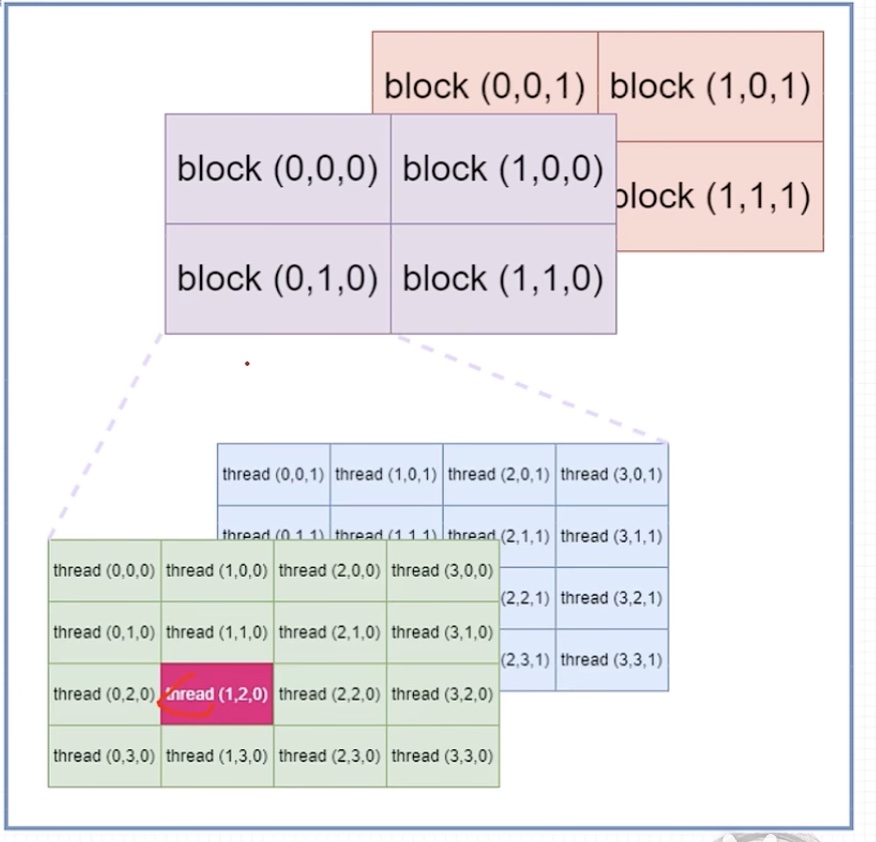 block (0,0,1) block (1,0,1)
block (0,0,0) block (1,0,0)
block (1,1,1)
block (0,1,0) block (1,1,0)
thread (0,0,1) thread (1,0,1) thread (2,0,1) thread (3,0,1)
thread (0,1,1) thread (1,1,1) thread (2,1,1) thread (3,1,1)
thread (0,0,0) thread (1,0,0) thread (2,0,0) thread (3,0,0)
(2,2,1) thread (3,2,1)
thread (0,1,0) thread (1,1,0) thread (2,1,0) thread (3,1,0)
(2,3,1) thread (3,3,1)
thread (0,2,0) thread (1,2,0) thread (2,2,0) thread (3,2,0)
thread (0,3,0) thread (1,3,0) thread (2,3,0) thread (3,3,0)